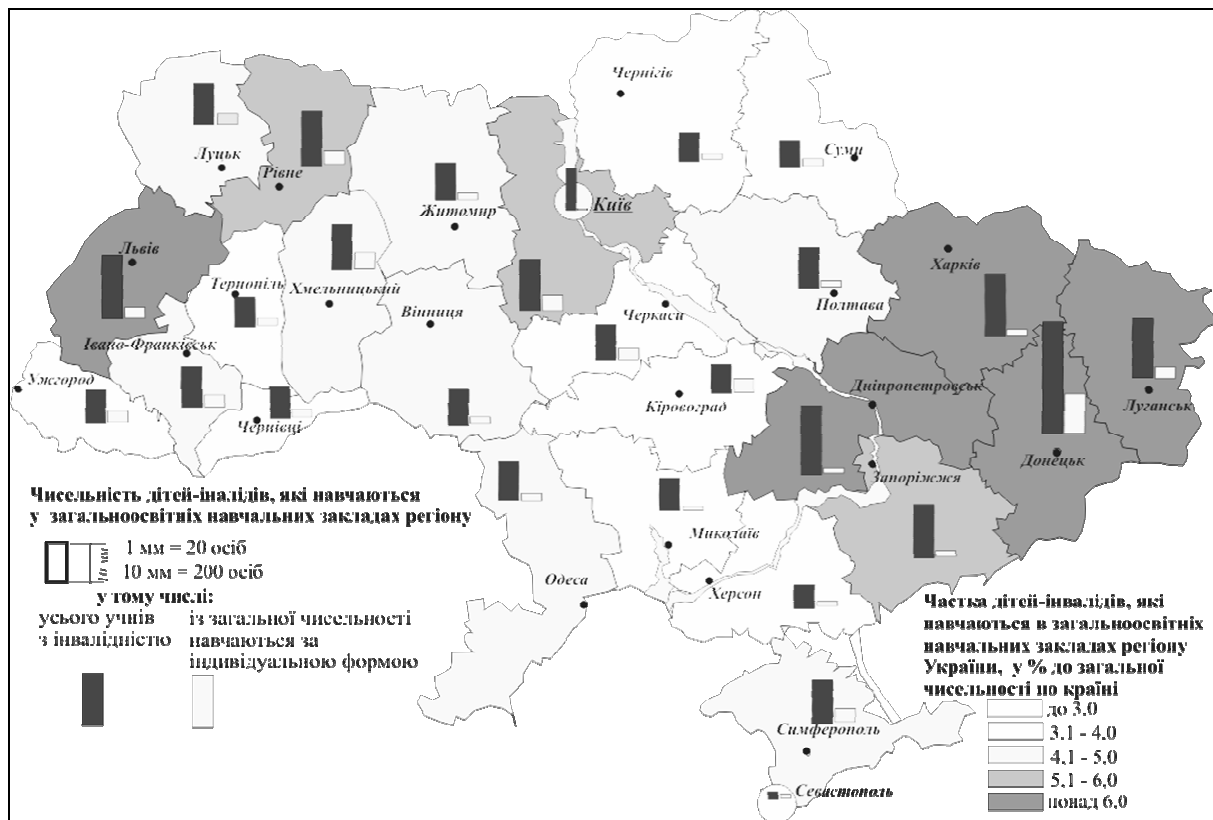 Чернігів
Суми
Луцьк
Рівне
Київ
Житомир
Львів
Харків
Тернопіль
Хмельницький
Полтава
Вінниця
Черкаси
Івано-Франківськ
Ужгород
Дніпропетровськ
Кіровоград
Луганськ
Чернівці
Донецьк
Запоріжжя
Миколаїв
Одеса
Херсон
Симферополь
Севастополь
Чисельність дітей-іналідів, які навчаються
у загальноосвітніх навчальних закладах регіону
10 мм
1 мм = 20 осіб
10 мм = 200 осіб
у тому числі:
усього учнів
з інвалідністю
із загальної чисельності
навчаються за
індивідуальною формою
Частка дітей-інвалідів, які
навчаються в загальноосвітніх
навчальних закладах регіону
України, у % до загальної
чисельності по країні
до 3.0
3.1 - 4.0
4,1 - 5,0
5,1 - 6,0
понад 6,0